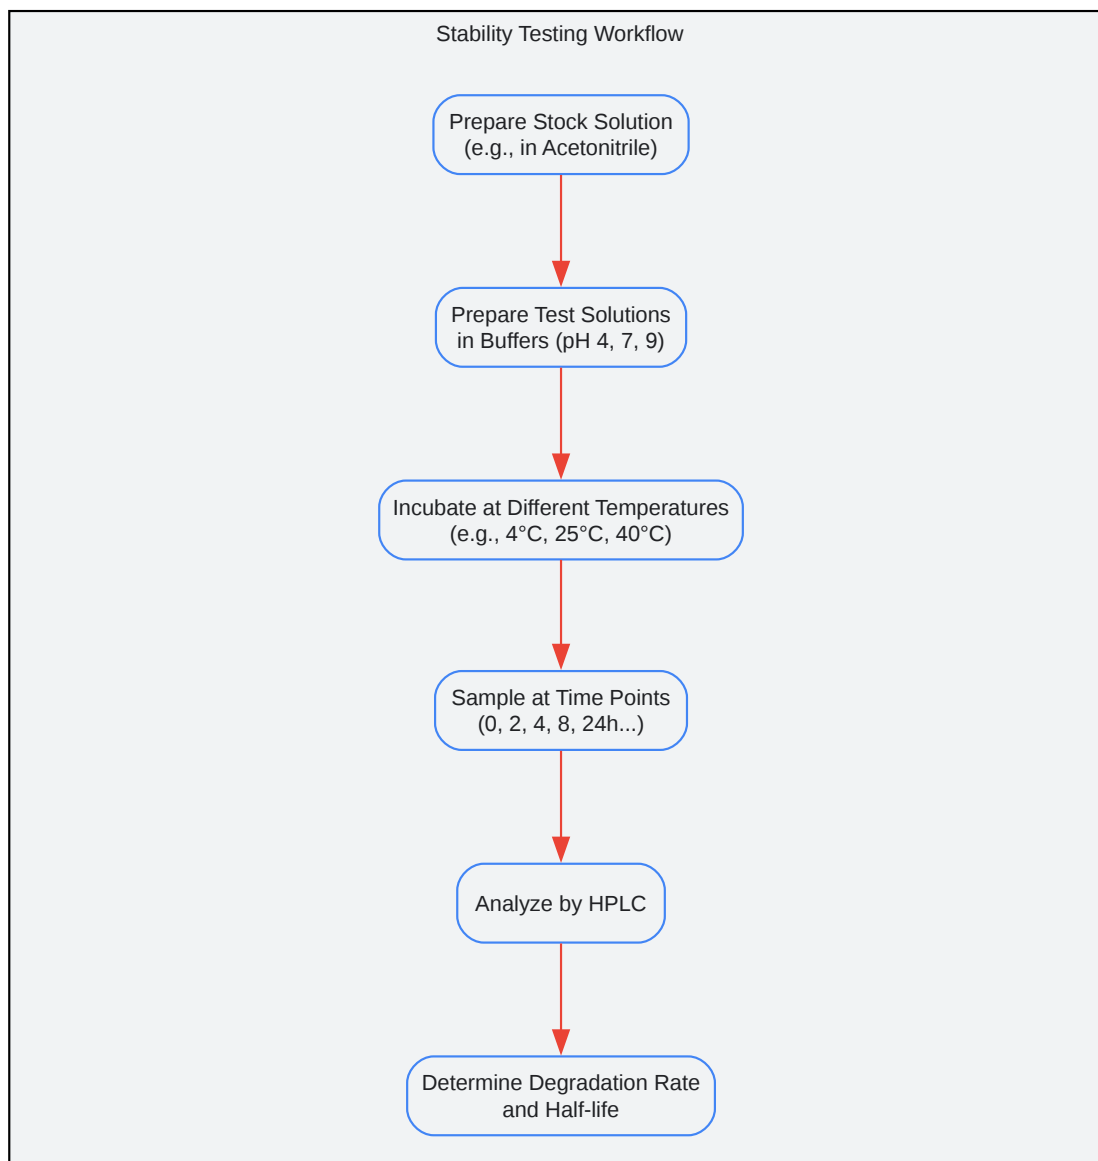 Stability Testing Workflow
Prepare Stock Solution
(e.g., in Acetonitrile)
Prepare Test Solutions
in Buffers (pH 4, 7, 9)
Incubate at Different Temperatures
(e.g., 4°C, 25°C, 40°C)
Sample at Time Points
(0, 2, 4, 8, 24h...)
Analyze by HPLC
Determine Degradation Rate
and Half-life